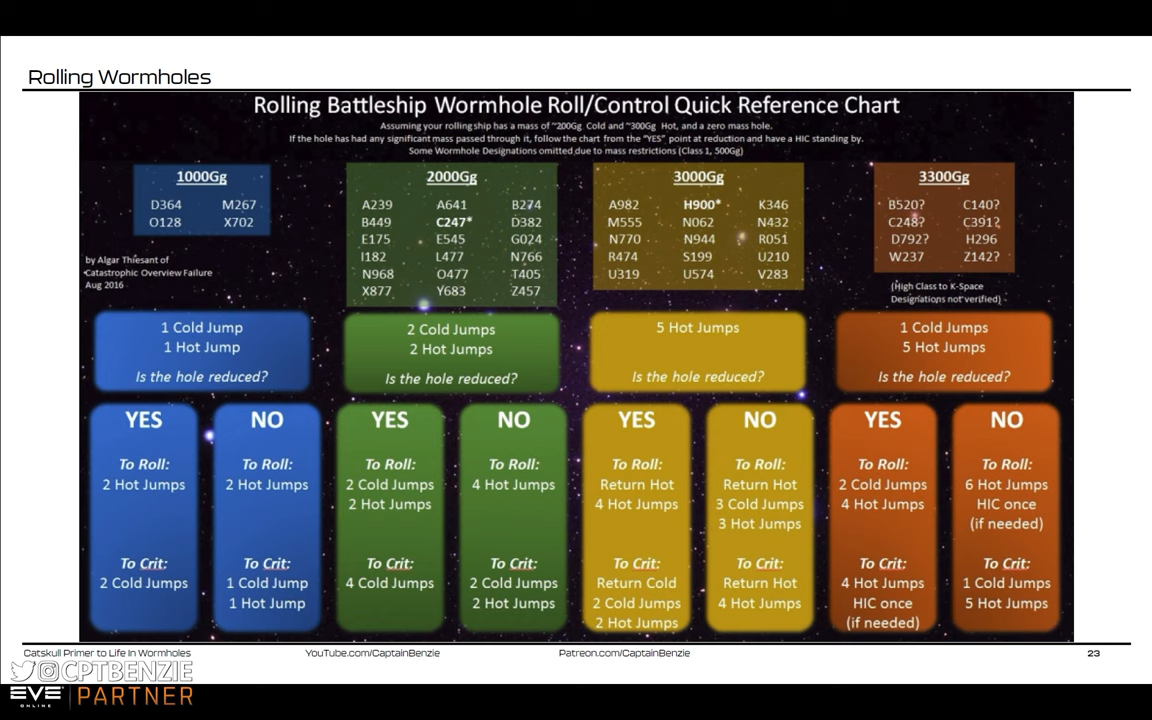 Rolling Wormholes
Rolling Battleship Wormhole Roll/Control Quick Reference Chart
Assuming your rolling ship has a mass of ~200Gg Cold and ~300Gg Hot, and a zero mass hole.
If the hole has had any significant mass passed through it, follow the chart from the "YES" point at reduction and have a HIC standing by.
Some Wormhole Designations omitted due to mass restrictions (Class 1, 500Gg)
1000Gg
D364 M267
O128 X702
by Algar Thiesant of
Catastrophic Overview Failure
Aug 2016
2000Gg
A239 A641 B274
B449 C247* D382
E175 E545 G024
I182 L477 N766
N968 O477 T405
X877 Y683 Z457
3000Gg
A982 H900* K346
M555 N062 N432
N770 N944 R051
R474 S199 U210
U319 U574 V283
3300Gg
B520? C140?
C248? C391?
D792? H296
W237 Z142?
(High Class to K-Space
Designations not verified)
1 Cold Jump
1 Hot Jump
Is the hole reduced?
2 Cold Jumps
2 Hot Jumps
Is the hole reduced?
5 Hot Jumps
Is the hole reduced?
1 Cold Jumps
5 Hot Jumps
Is the hole reduced?
YES
To Roll:
2 Hot Jumps
To Crit:
2 Cold Jumps
NO
To Roll:
2 Hot Jumps
To Crit:
1 Cold Jump
1 Hot Jump
YES
To Roll:
2 Cold Jumps
2 Hot Jumps
To Crit:
4 Cold Jumps
NO
To Roll:
4 Hot Jumps
To Crit:
2 Cold Jumps
2 Hot Jumps
YES
To Roll:
Return Hot
4 Hot Jumps
To Crit:
Return Cold
2 Cold Jumps
2 Hot Jumps
NO
To Roll:
Return Hot
3 Cold Jumps
3 Hot Jumps
To Crit:
Return Hot
4 Hot Jumps
YES
To Roll:
2 Cold Jumps
4 Hot Jumps
To Crit:
4 Hot Jumps
HIC once
(if needed)
NO
To Roll:
6 Hot Jumps
HIC once
(if needed)
To Crit:
1 Cold Jumps
5 Hot Jumps
Catskull Primer to Life In Wormholes
YouTube.com/CaptainBenzie
Patreon.com/CaptainBenzie
23
@CPTBENZIE
EVE ONLINE | PARTNER